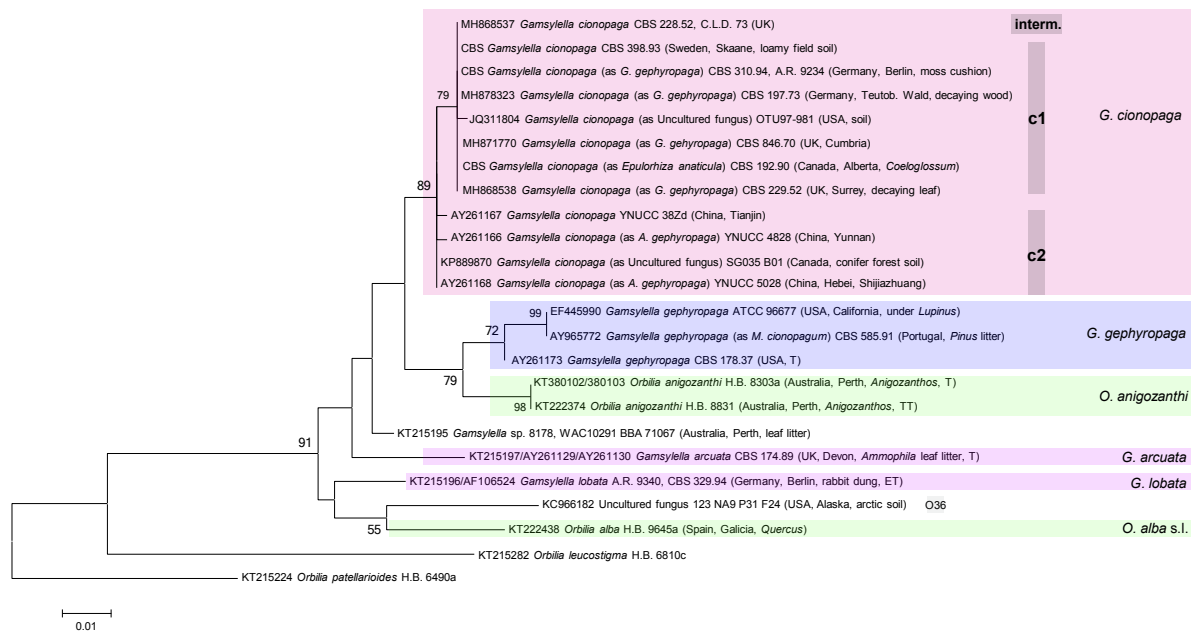 MH868537 Gamsylella cionopaga CBS 228.52, C.L.D. 73 (UK) interm.
CBS Gamsylella cionopaga CBS 398.93 (Sweden, Skaane, loamy field soil)
CBS Gamsylella cionopaga (as G. gephyropaga) CBS 310.94, A.R. 9234 (Germany, Berlin, moss cushion)
79 MH878323 Gamsylella cionopaga (as G. gephyropaga) CBS 197.73 (Germany, Teutob. Wald, decaying wood)
JQ311804 Gamsylella cionopaga (as Uncultured fungus) OTU97-981 (USA, soil) c1 G. cionopaga
MH871770 Gamsylella cionopaga (as G. gehyropaga) CBS 846.70 (UK, Cumbria)
CBS Gamsylella cionopaga (as Epulorhiza anaticula) CBS 192.90 (Canada, Alberta, Coeloglossum)
89 MH868538 Gamsylella cionopaga (as G. gephyropaga) CBS 229.52 (UK, Surrey, decaying leaf)
AY261167 Gamsylella cionopaga YNUCC 38Zd (China, Tianjin)
AY261166 Gamsylella cionopaga (as A. gephyropaga) YNUCC 4828 (China, Yunnan)
c2
KP889870 Gamsylella cionopaga (as Uncultured fungus) SG035 B01 (Canada, conifer forest soil)
AY261168 Gamsylella cionopaga (as A. gephyropaga) YNUCC 5028 (China, Hebei, Shijiazhuang)
99 EF445990 Gamsylella gephyropaga ATCC 96677 (USA, California, under Lupinus)
72 AY965772 Gamsylella gephyropaga (as M. cionopagum) CBS 585.91 (Portugal, Pinus litter) G. gephyropaga
AY261173 Gamsylella gephyropaga CBS 178.37 (USA, T)
79 KT380102/380103 Orbilia anigozanthi H.B. 8303a (Australia, Perth, Anigozanthos, T)
O. anigozanthi
98 KT222374 Orbilia anigozanthi H.B. 8831 (Australia, Perth, Anigozanthos, TT)
KT215195 Gamsylella sp. 8178, WAC10291 BBA 71067 (Australia, Perth, leaf litter)
91
KT215197/AY261129/AY261130 Gamsylella arcuata CBS 174.89 (UK, Devon, Ammophila leaf litter, T) G. arcuata
KT215196/AF106524 Gamsylella lobata A.R. 9340, CBS 329.94 (Germany, Berlin, rabbit dung, ET) G. lobata
KC966182 Uncultured fungus 123 NA9 P31 F24 (USA, Alaska, arctic soil) O36
55 KT222438 Orbilia alba H.B. 9645a (Spain, Galicia, Quercus) O. alba s.l.
KT215282 Orbilia leucostigma H.B. 6810c
KT215224 Orbilia patellarioides H.B. 6490a
0.01